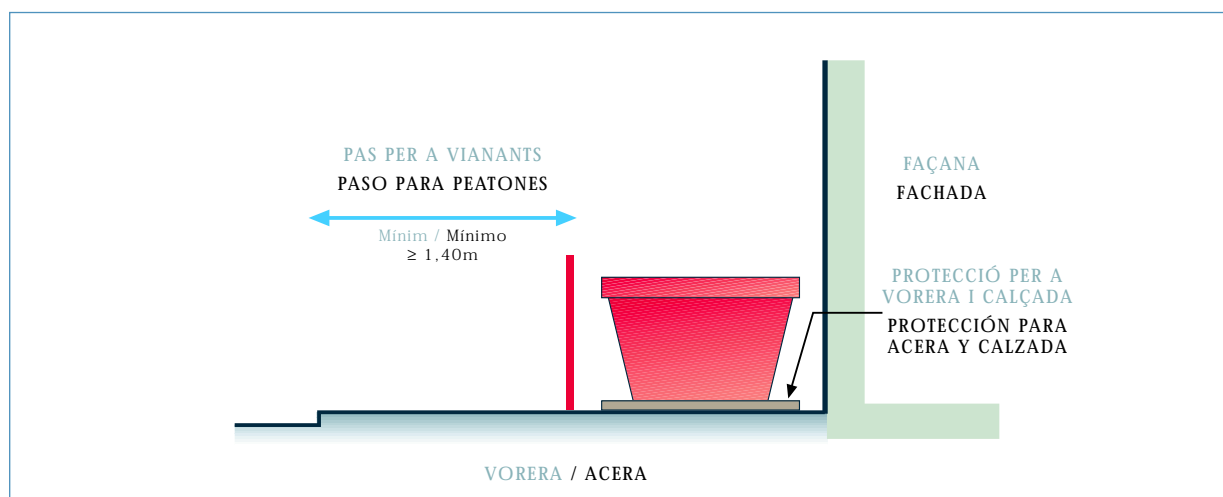 PAS PER A VIANANTS
PASO PARA PEATONES
Mínim / Mínimo
≥ 1,40m
FAÇANA
FACHADA
PROTECCIÓ PER A
VORERA I CALÇADA
PROTECCIÓN PARA
ACERA Y CALZADA
VORERA / ACERA